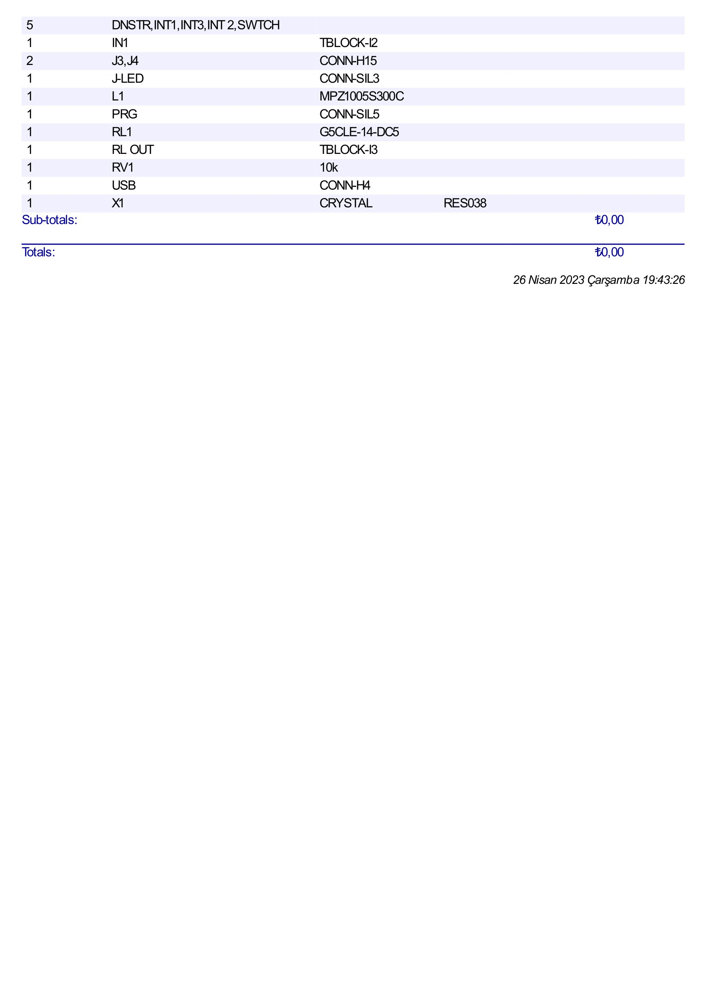 5 DNSTR,INT1,INT3,INT 2,SWTCH
1 IN1 TBLOCK-I2
2 J3,J4 CONN-H15
1 J-LED CONN-SIL3
1 L1 MPZ1005S300C
1 PRG CONN-SIL5
1 RL1 G5CLE-14-DC5
1 RL OUT TBLOCK-I3
1 RV1 10k
1 USB CONN-H4
1 X1 CRYSTAL RES038
Sub-totals: ₺0,00
Totals: ₺0,00
26 Nisan 2023 Çarşamba 19:43:26